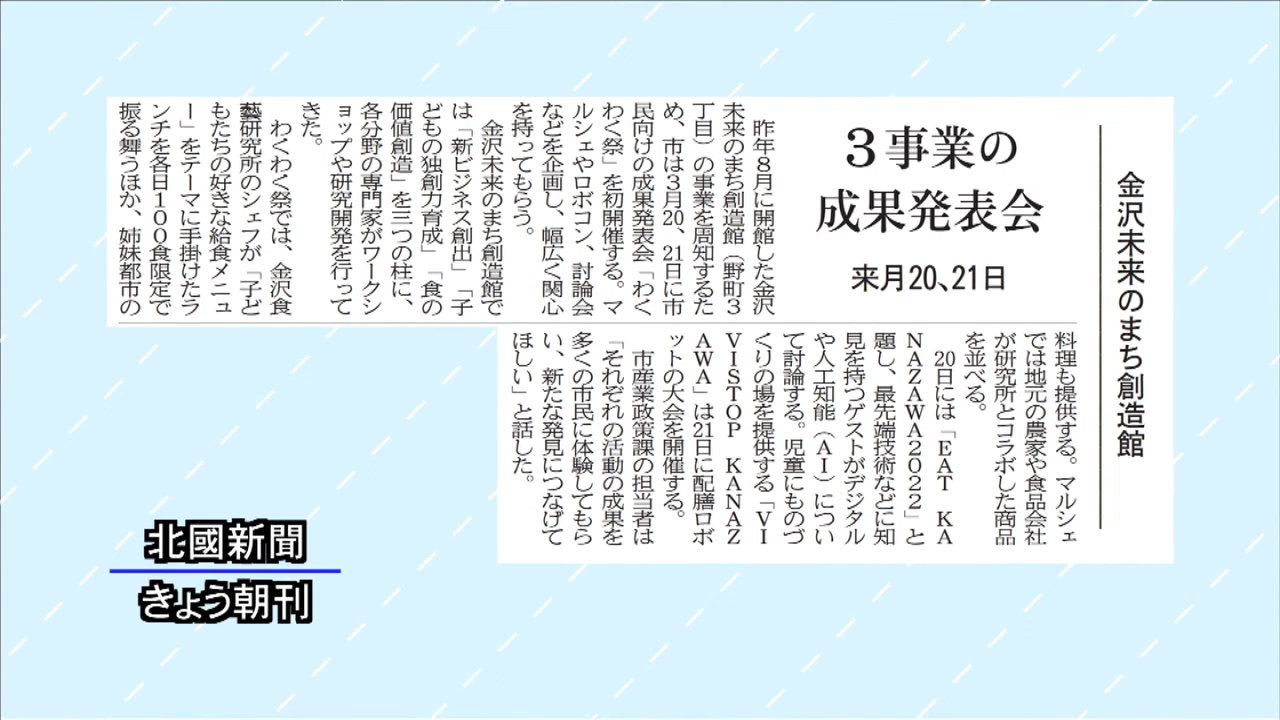 金沢未来のまち創造館
3事業の
成果発表会
来月20、21日
昨年8月に開館した金沢
未来のまち創造館（野町3
丁目）の事業を周知するた
め、市は3月20、21日に市
民向けの成果発表会「わく
わく祭」を初開催する。マ
ルシェやロボコン、討論会
などを企画し、幅広く関心
を持ってもらう。
金沢未来のまち創造館で
は「新ビジネス創出」「子
どもの独創力育成」「食の
価値創造」を三つの柱に、
各分野の専門家がワークシ
ョップや研究開発を行って
きた。
わくわく祭では、金沢食
藝研究所のシェフが「子ど
もたちの好きな給食メニュ
ー」をテーマに手掛けたラ
ンチを各日100食限定で
振る舞うほか、姉妹都市の
料理も提供する。マルシェ
では地元の農家や食品会社
が研究所とコラボした商品
を並べる。
20日には「EAT KA
NAZAWA2022」と
題し、最先端技術などに知
見を持つゲストがデジタル
や人工知能（AI）につい
て討論する。児童にものづ
くりの場を提供する「VI
VISTOP KANAZ
AWA」は21日に配膳ロボ
ットの大会を開催する。
市産業政策課の担当者は
「それぞれの活動の成果を
多くの市民に体験してもら
い、新たな発見につなげて
ほしい」と話した。
北國新聞
きょう朝刊